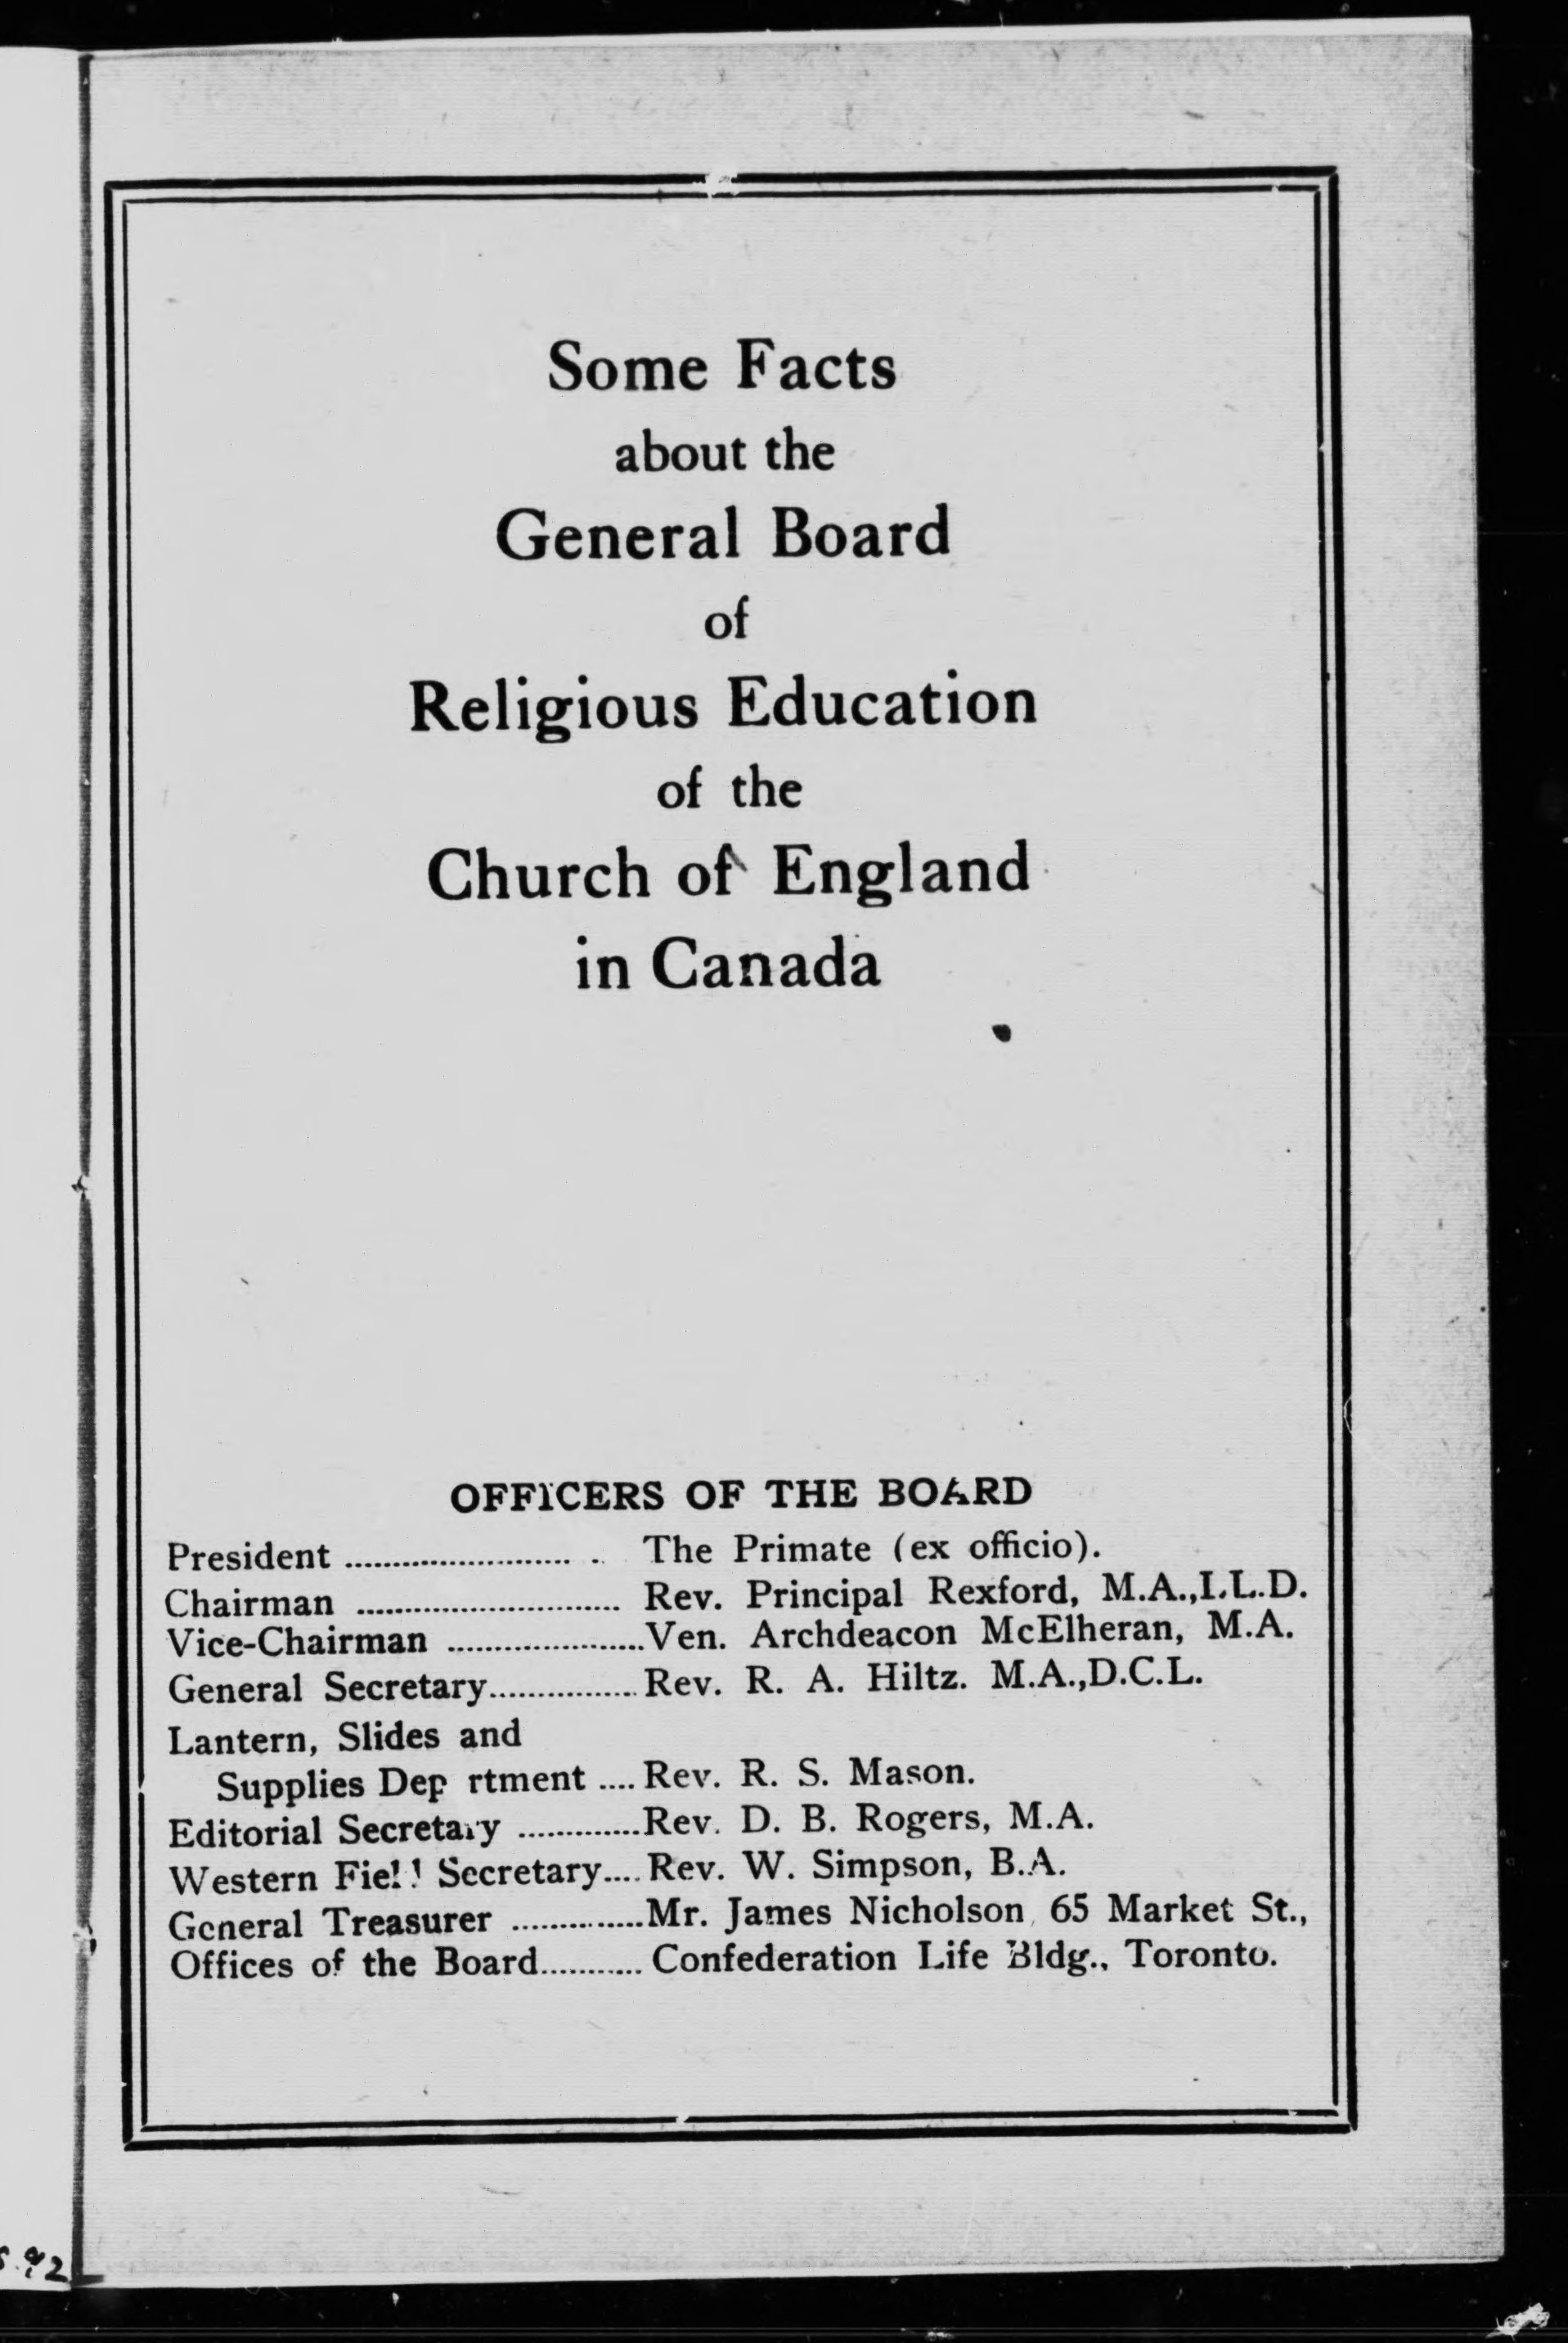 Some Facts
about the
General Board
of
Religious Education
of the
Church of England
in Canada
OFFICERS OF THE BOARD
President ........................ . The Primate (ex officio).
Chairman ............................ Rev. Principal Rexford, M.A.,L.L.D.
Vice-Chairman .....................Ven. Archdeacon McElheran, M.A.
General Secretary................Rev. R. A. Hiltz. M.A.,D.C.L.
Lantern, Slides and
Supplies Dep rtment ....Rev. R. S. Mason.
Editorial Secretary .............Rev. D. B. Rogers, M.A.
Western Field Secretary....Rev. W. Simpson, B.A.
General Treasurer ..............Mr. James Nicholson, 65 Market St.,
Offices of the Board...........Confederation Life Bldg., Toronto.